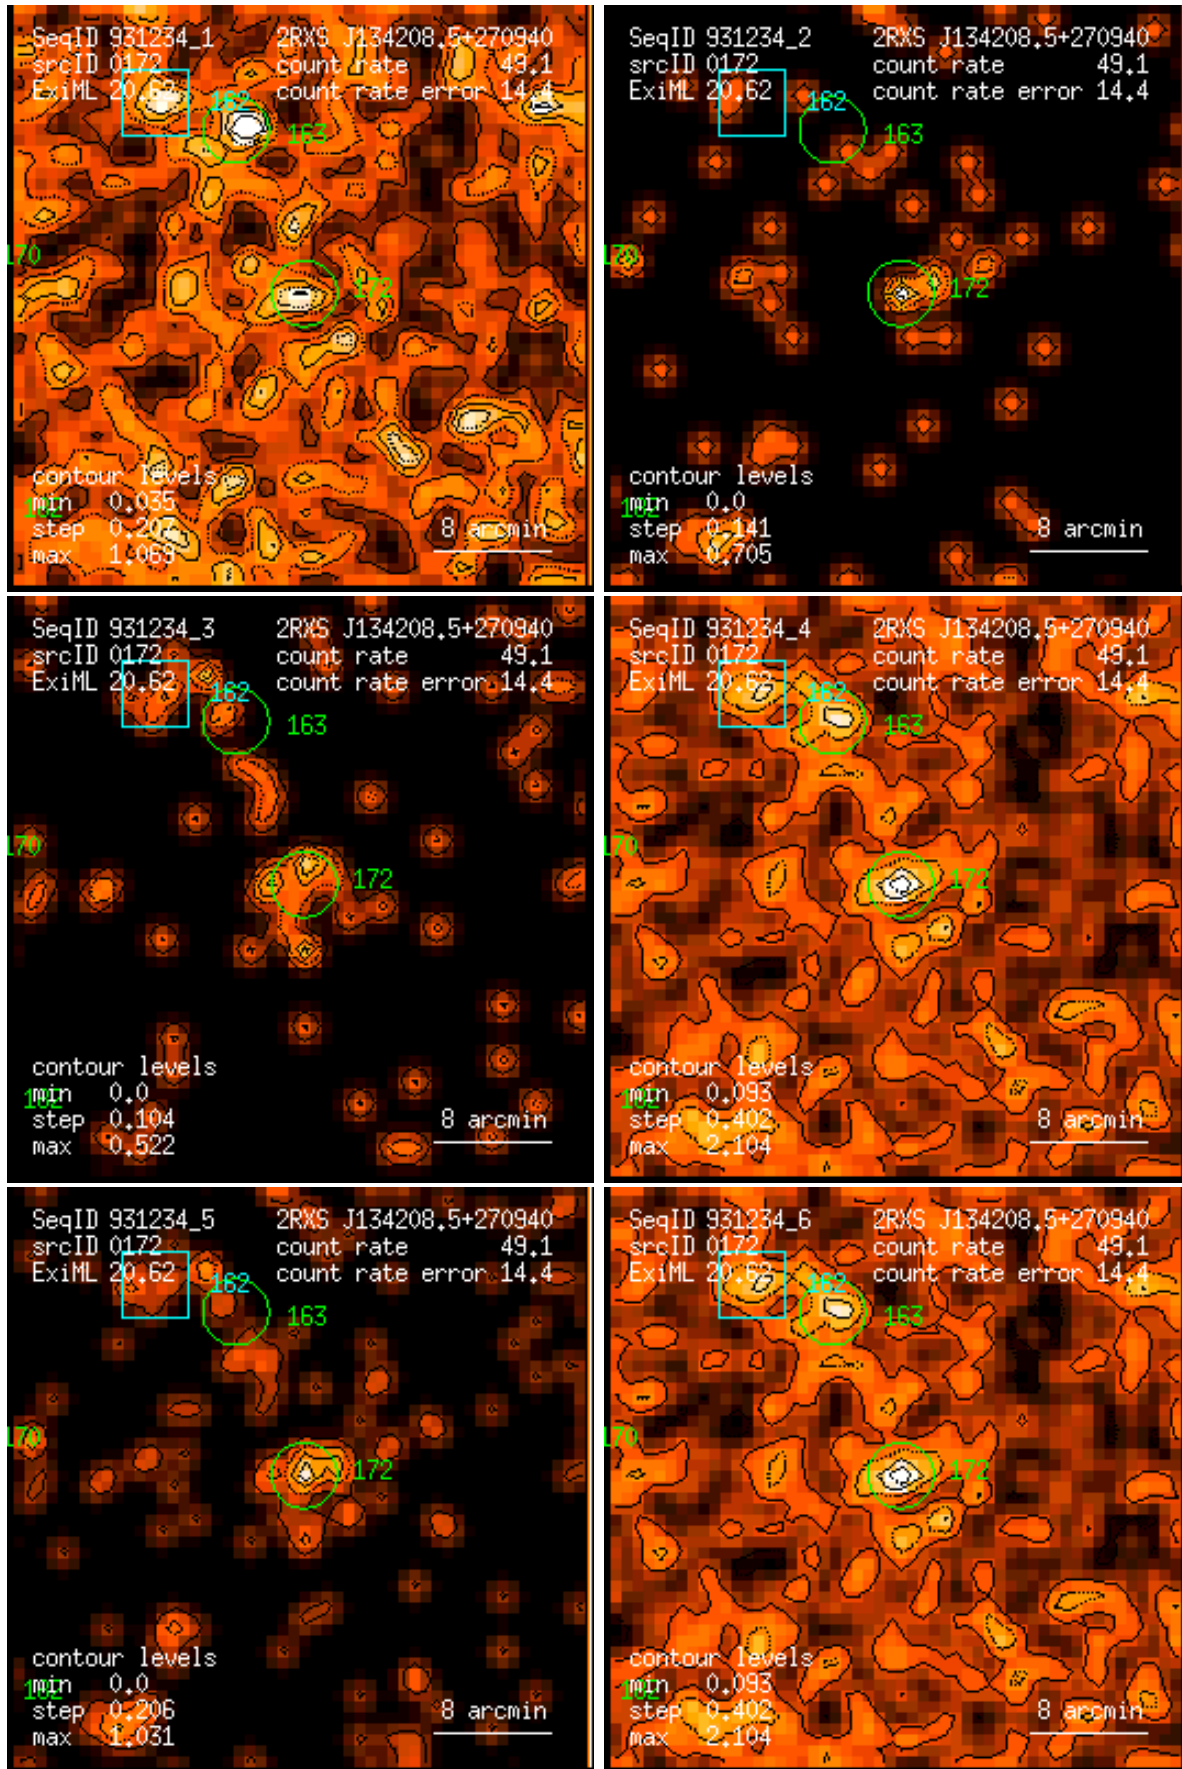 SeqID 931234_1 2RXS J134208.5+270940
srcID 0172 count rate 49.1
ExiML 20.62 count rate error 14.4
162
163
170
172
contour levels
min 0.035
182
step 0.207 8 arcmin
max 1.069
SeqID 931234_2 2RXS J134208.5+270940
srcID 0172 count rate 49.1
ExiML 20.62 count rate error 14.4
162
163
170
172
contour levels
min 0.0
182
step 0.141 8 arcmin
max 0.705
SeqID 931234_3 2RXS J134208.5+270940
srcID 0172 count rate 49.1
ExiML 20.62 count rate error 14.4
162
163
170
172
contour levels
min 0.0
182
step 0.104 8 arcmin
max 0.522
SeqID 931234_4 2RXS J134208.5+270940
srcID 0172 count rate 49.1
ExiML 20.62 count rate error 14.4
162
163
170
172
contour levels
min 0.093
182
step 0.402 8 arcmin
max 2.104
SeqID 931234_5 2RXS J134208.5+270940
srcID 0172 count rate 49.1
ExiML 20.62 count rate error 14.4
162
163
170
172
contour levels
min 0.0
182
step 0.206 8 arcmin
max 1.031
SeqID 931234_6 2RXS J134208.5+270940
srcID 0172 count rate 49.1
ExiML 20.62 count rate error 14.4
162
163
170
172
contour levels
min 0.093
182
step 0.402 8 arcmin
max 2.104